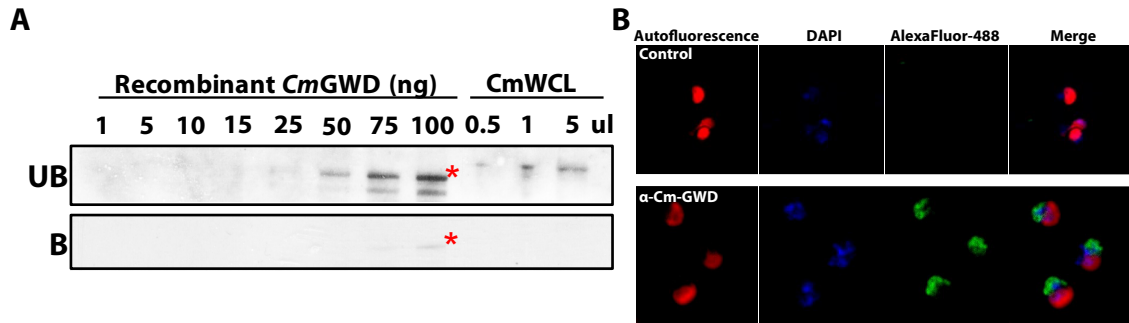 A
Recombinant CmGWD (ng) CmWCL
1 5 10 15 25 50 75 100 0.5 1 5 ul
UB *
B *
B
Autofluorescence DAPI AlexaFluor-488 Merge
Control
α-Cm-GWD